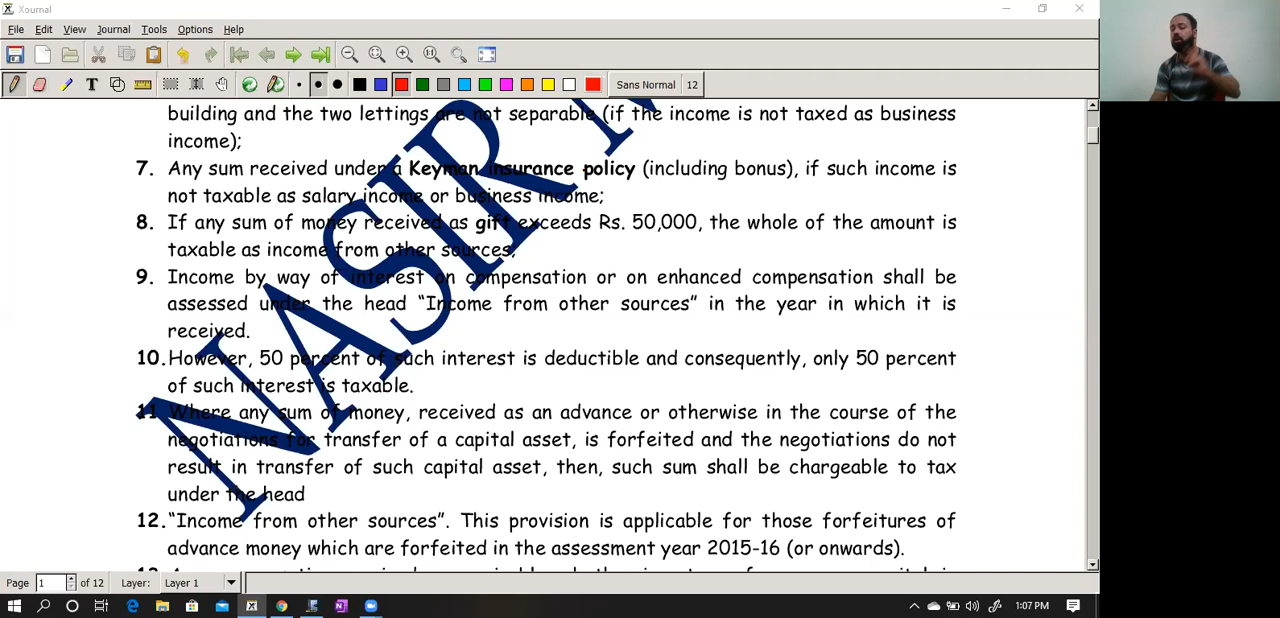 Xournal
File Edit View Journal Tools Options Help
Sans Normal 12
building and the two lettings are not separable (if the income is not taxed as business
income);
7. Any sum received under a Keyman insurance policy (including bonus), if such income is
not taxable as salary income or business income;
8. If any sum of money received as gift exceeds Rs. 50,000, the whole of the amount is
taxable as income from other sources;
9. Income by way of interest on compensation or on enhanced compensation shall be
assessed under the head “Income from other sources” in the year in which it is
received.
10. However, 50 percent of such interest is deductible and consequently, only 50 percent
of such interest is taxable.
11 Where any sum of money, received as an advance or otherwise in the course of the
negotiations for transfer of a capital asset, is forfeited and the negotiations do not
result in transfer of such capital asset, then, such sum shall be chargeable to tax
under the head
12. “Income from other sources”. This provision is applicable for those forfeitures of
advance money which are forfeited in the assessment year 2015-16 (or onwards).
NASIR
Page 1 of 12 Layer: Layer 1
1:07 PM